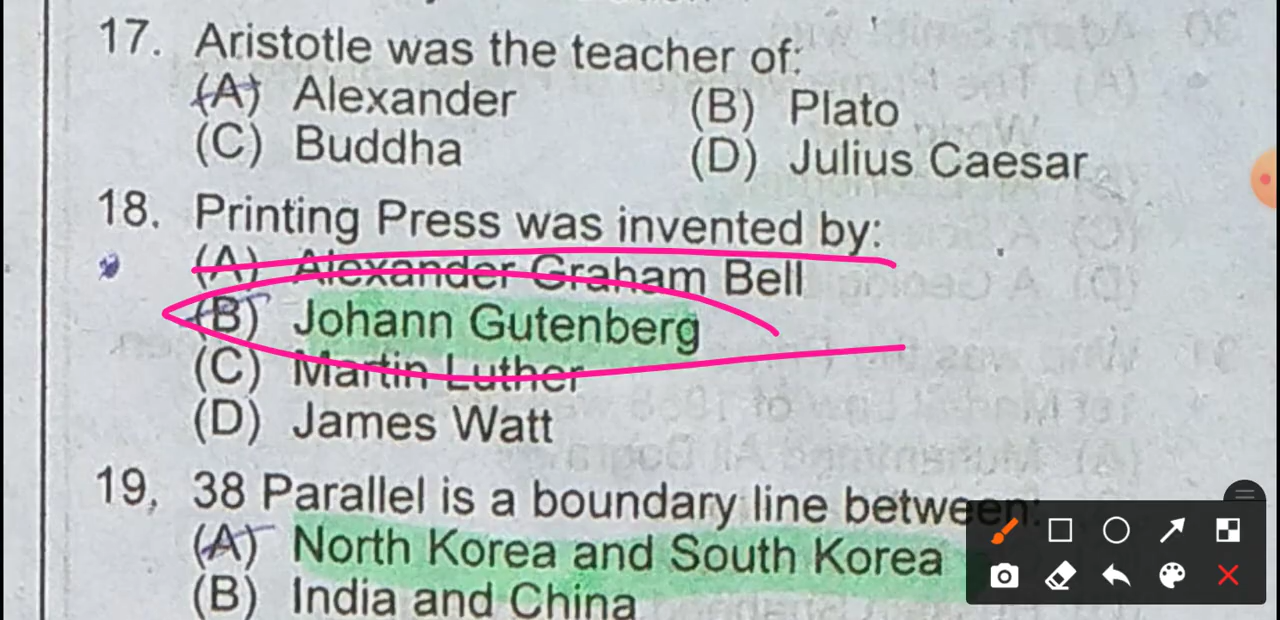 17. Aristotle was the teacher of:
(A) Alexander (B) Plato
(C) Buddha (D) Julius Caesar
18. Printing Press was invented by:
(A) Alexander Graham Bell
(B) Johann Gutenberg
(C) Martin Luther
(D) James Watt
19. 38 Parallel is a boundary line between:
(A) North Korea and South Korea
(B) India and China